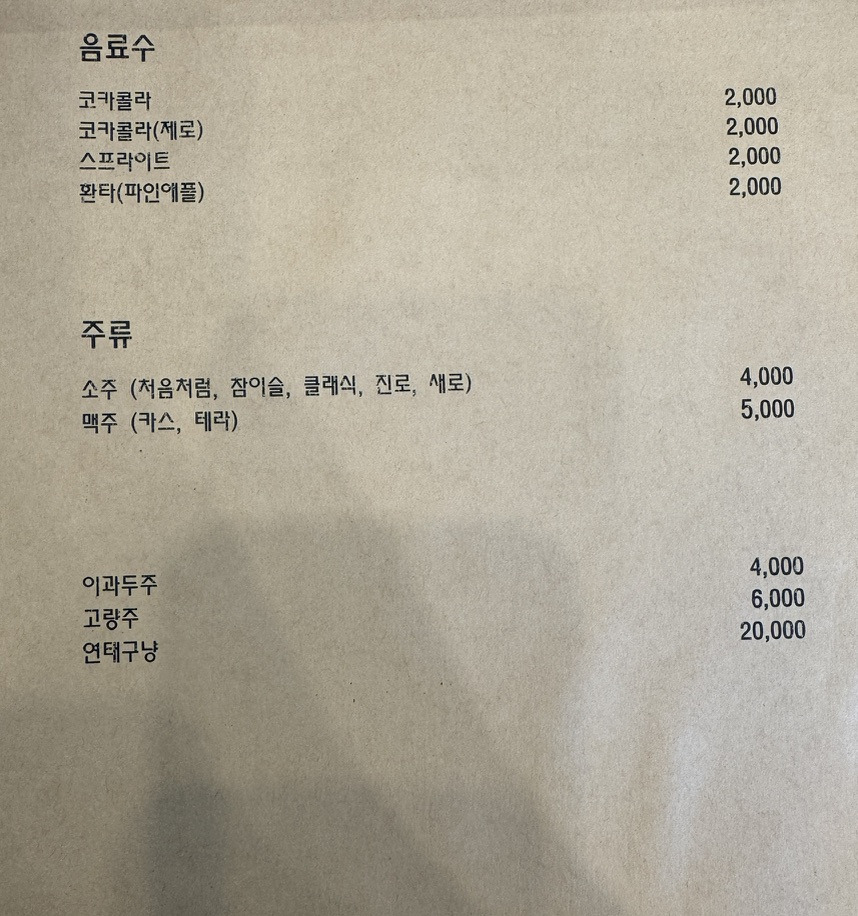 음료수
코카콜라 2,000
코카콜라(제로) 2,000
스프라이트 2,000
환타(파인애플) 2,000
주류
소주 (처음처럼, 참이슬, 클래식, 진로, 새로) 4,000
맥주 (카스, 테라) 5,000
이과두주 4,000
고량주 6,000
연태구냥 20,000